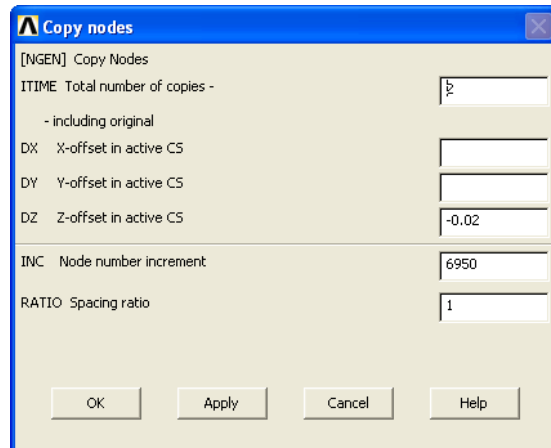 Copy nodes
[NGEN] Copy Nodes
ITIME Total number of copies - 2
- including original
DX X-offset in active CS
DY Y-offset in active CS
DZ Z-offset in active CS -0.02
INC Node number increment 6950
RATIO Spacing ratio 1
OK Apply Cancel Help